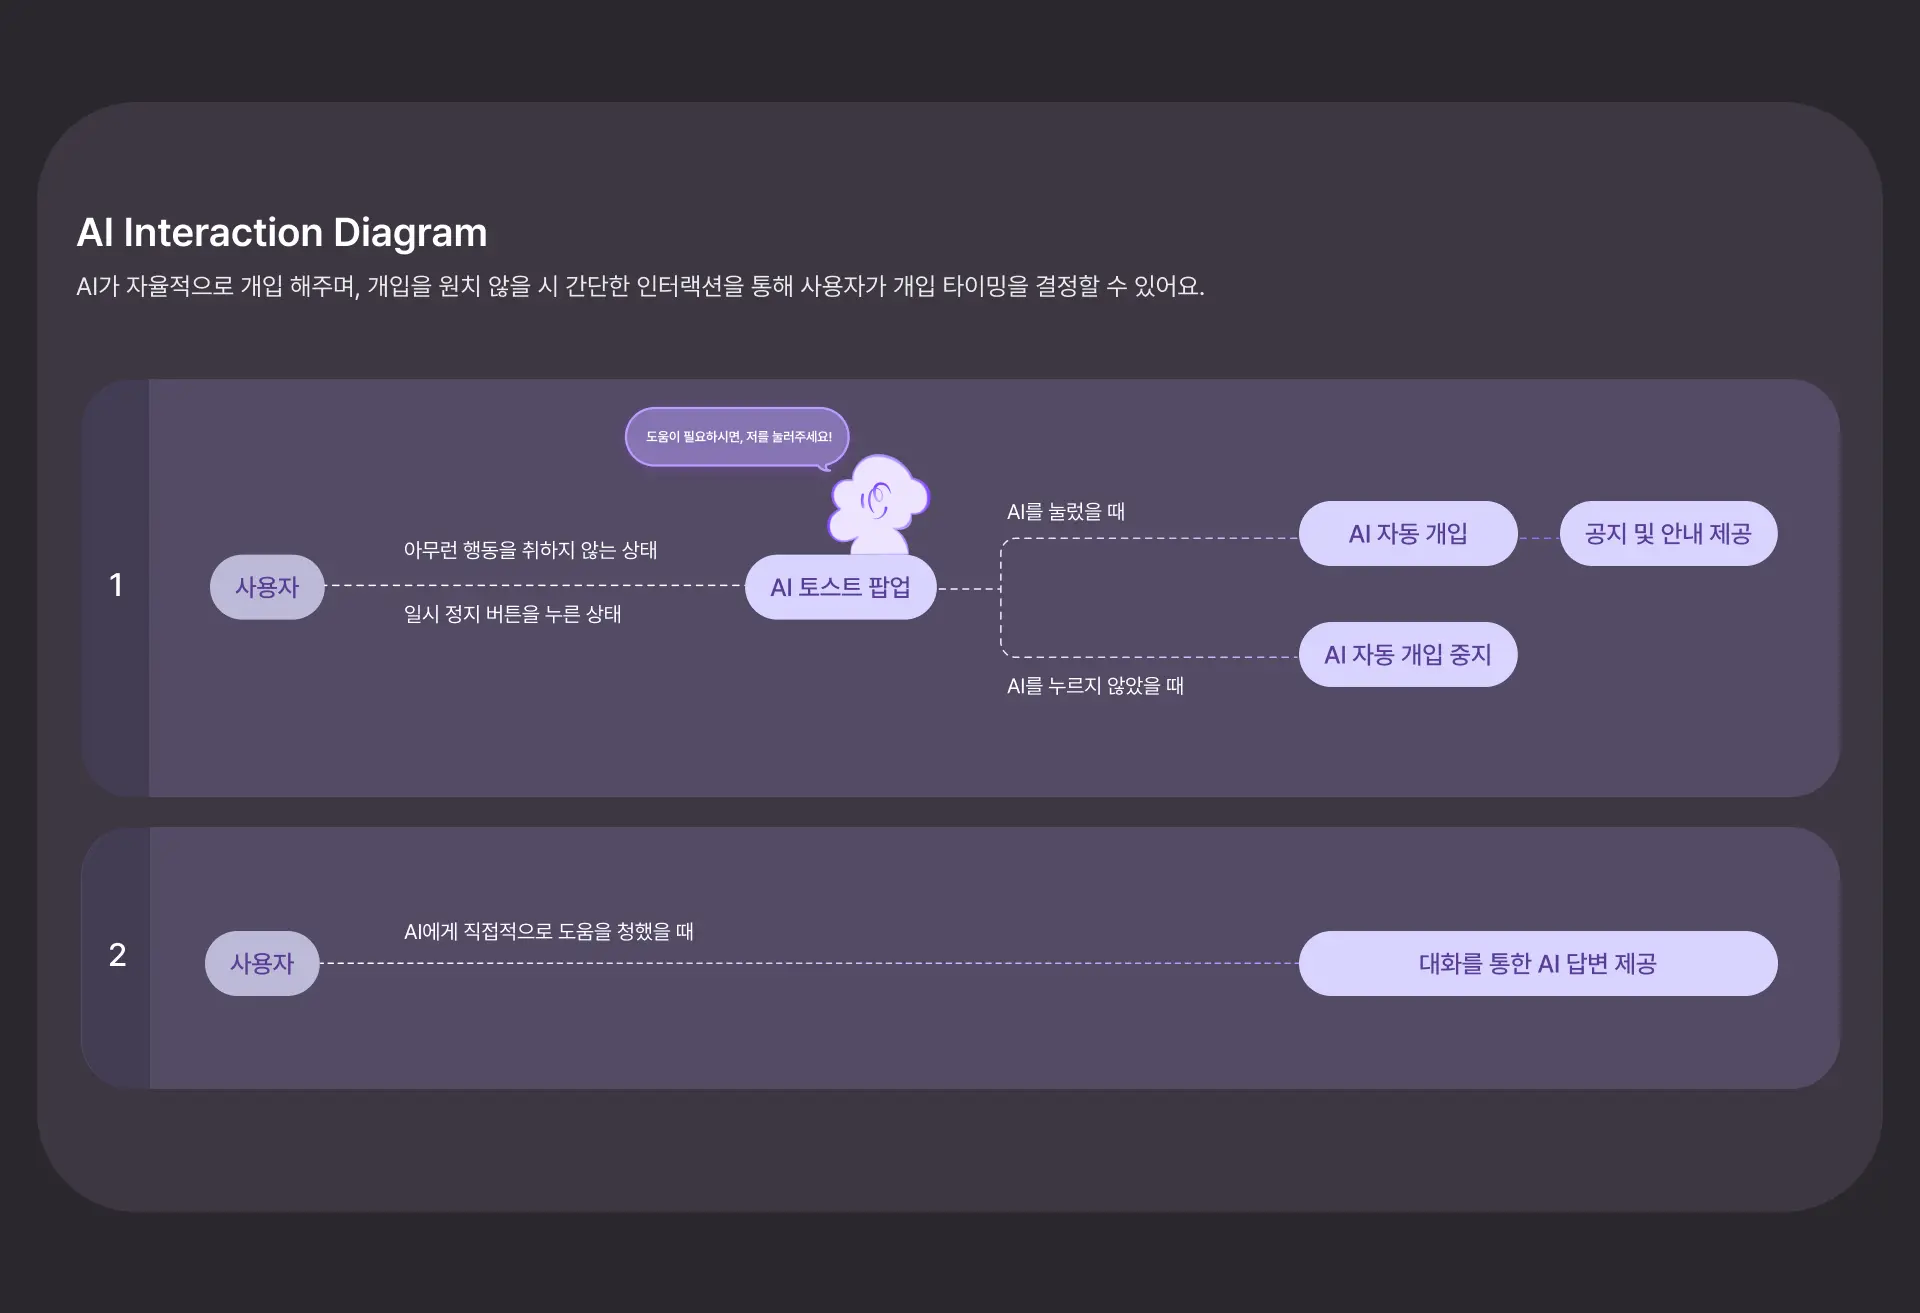 AI Interaction Diagram
AI가 자율적으로 개입 해주며, 개입을 원치 않을 시 간단한 인터랙션을 통해 사용자가 개입 타이밍을 결정할 수 있어요.
1
사용자
아무런 행동을 취하지 않는 상태
일시 정지 버튼을 누른 상태
도움이 필요하시면, 저를 눌러주세요!
AI 토스트 팝업
AI를 눌렀을 때
AI 자동 개입
공지 및 안내 제공
AI를 누르지 않았을 때
AI 자동 개입 중지
2
사용자
AI에게 직접적으로 도움을 청했을 때
대화를 통한 AI 답변 제공